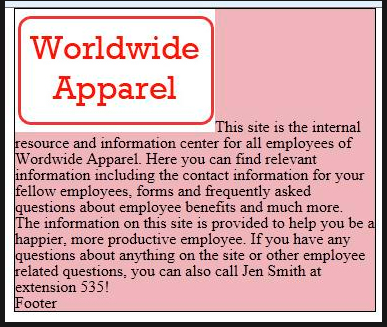 Worldwide
Apparel
This site is the internal
resource and information center for all employees of
Wordwide Apparel. Here you can find relevant
information including the contact information for your
fellow employees, forms and frequently asked
questions about employee benefits and much more.
The information on this site is provided to help you be a
happier, more productive employee. If you have any
questions about anything on the site or other employee
related questions, you can also call Jen Smith at
extension 535!
Footer